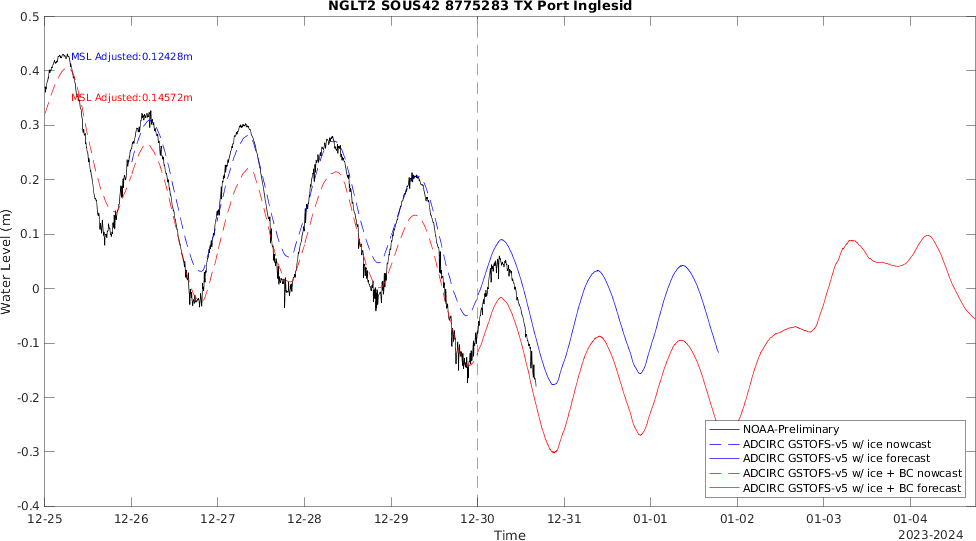 NGLT2 SOUS42 8775283 TX Port Inglesid
MSL Adjusted:0.12428m
MSL Adjusted:0.14572m
Water Level (m)
0.5
0.4
0.3
0.2
0.1
0
-0.1
-0.2
-0.3
-0.4
NOAA-Preliminary
ADCIRC GSTOFS-v5 w/ ice nowcast
ADCIRC GSTOFS-v5 w/ ice forecast
ADCIRC GSTOFS-v5 w/ ice + BC nowcast
ADCIRC GSTOFS-v5 w/ ice + BC forecast
12-25 12-26 12-27 12-28 12-29 12-30 12-31 01-01 01-02 01-03 01-04
Time
2023-2024